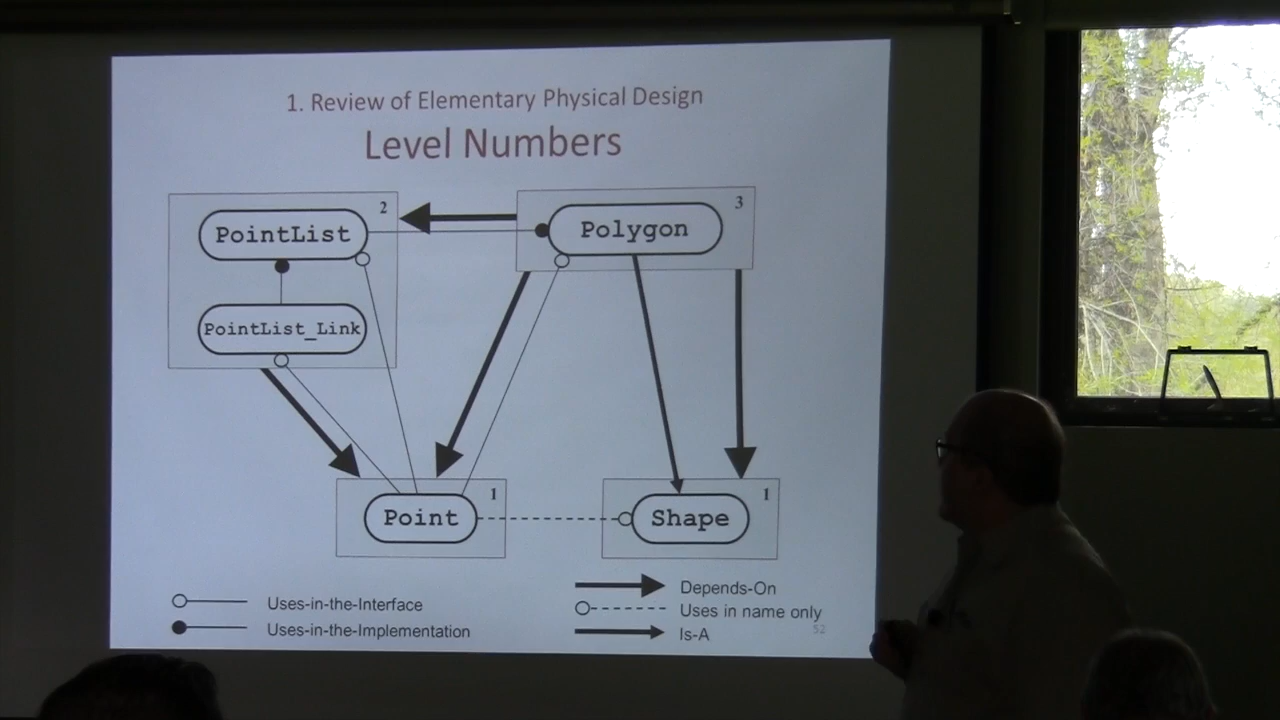 1. Review of Elementary Physical Design
Level Numbers
2
PointList
PointList_Link
3
Polygon
1
Point
1
Shape
Uses-in-the-Interface
Uses-in-the-Implementation
Depends-On
Uses in name only
Is-A
52